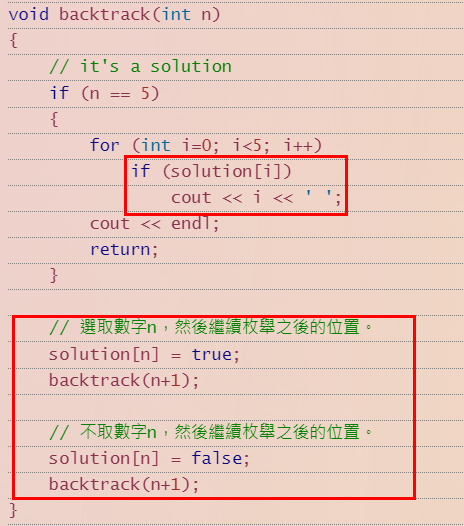 void backtrack(int n)
{
    // it's a solution
    if (n == 5)
    {
        for (int i=0; i<5; i++)
            if (solution[i])
                cout << i << ' ';
        cout << endl;
        return;
    }
    // 選取數字n，然後繼續枚舉之後的位置。
    solution[n] = true;
    backtrack(n+1);
    // 不取數字n，然後繼續枚舉之後的位置。
    solution[n] = false;
    backtrack(n+1);
}